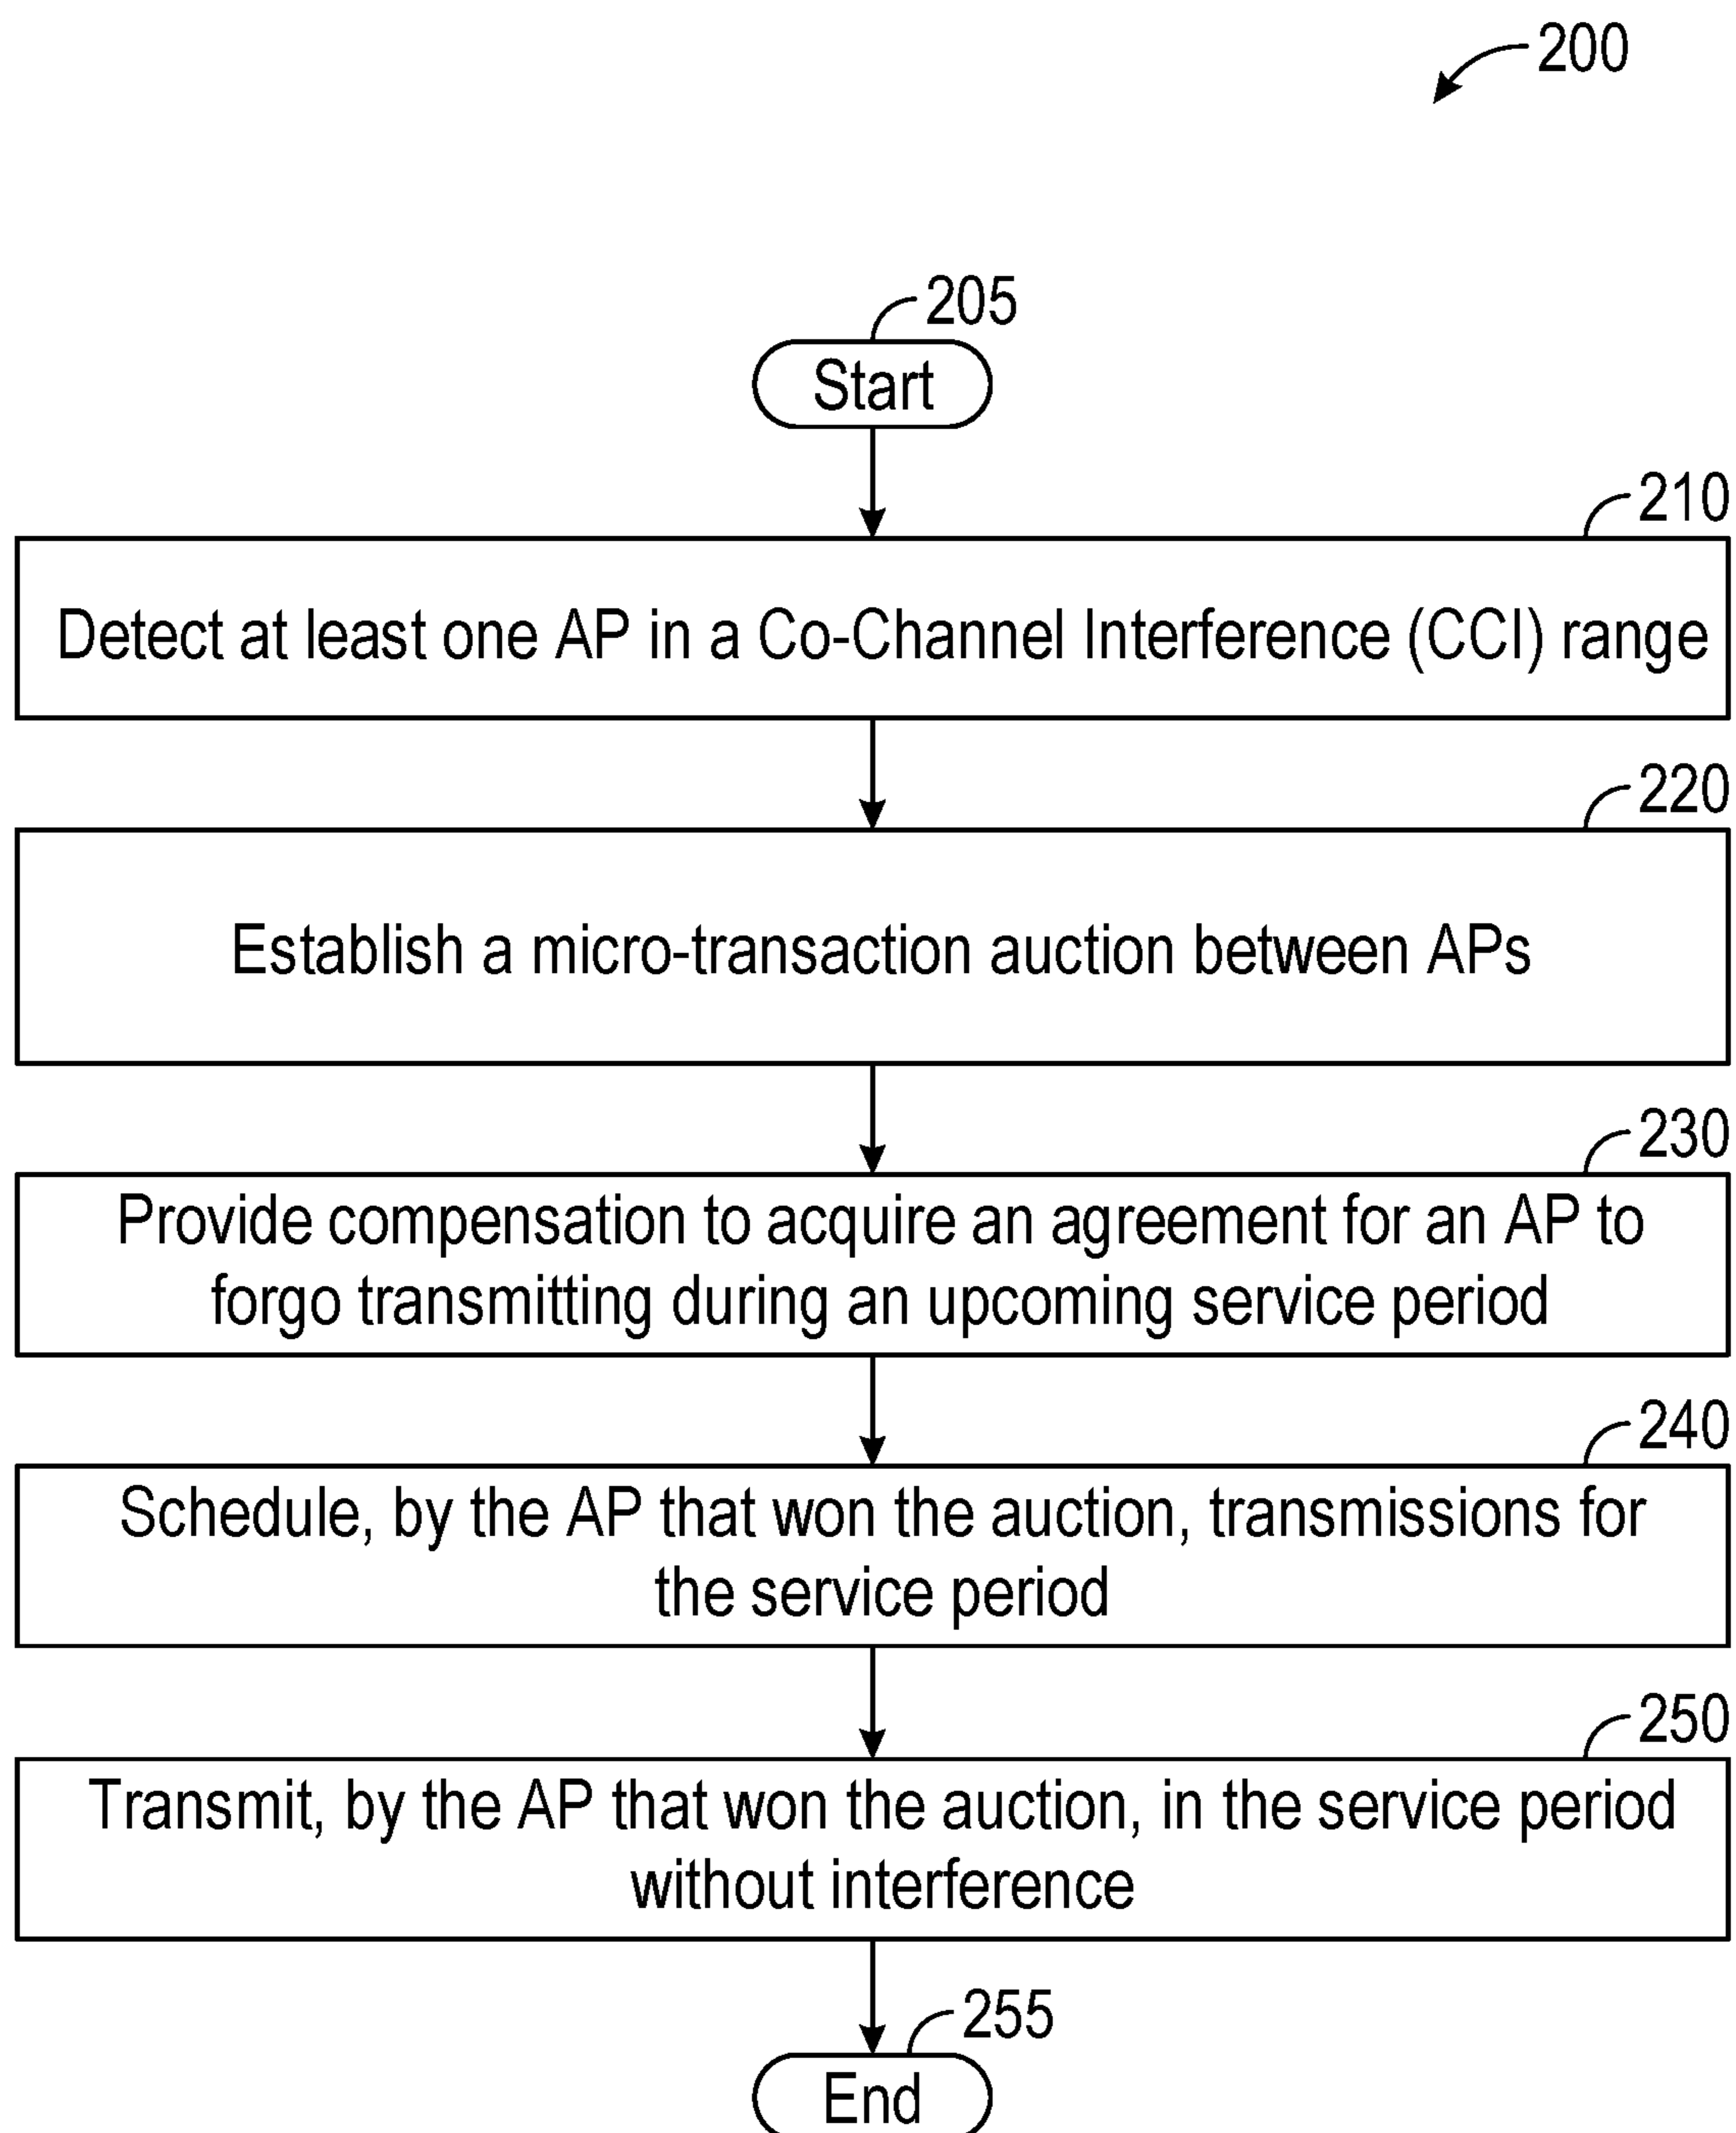 200
205
Start
210
Detect at least one AP in a Co-Channel Interference (CCI) range
220
Establish a micro-transaction auction between APs
230
Provide compensation to acquire an agreement for an AP to
forgo transmitting during an upcoming service period
240
Schedule, by the AP that won the auction, transmissions for
the service period
250
Transmit, by the AP that won the auction, in the service period
without interference
255
End